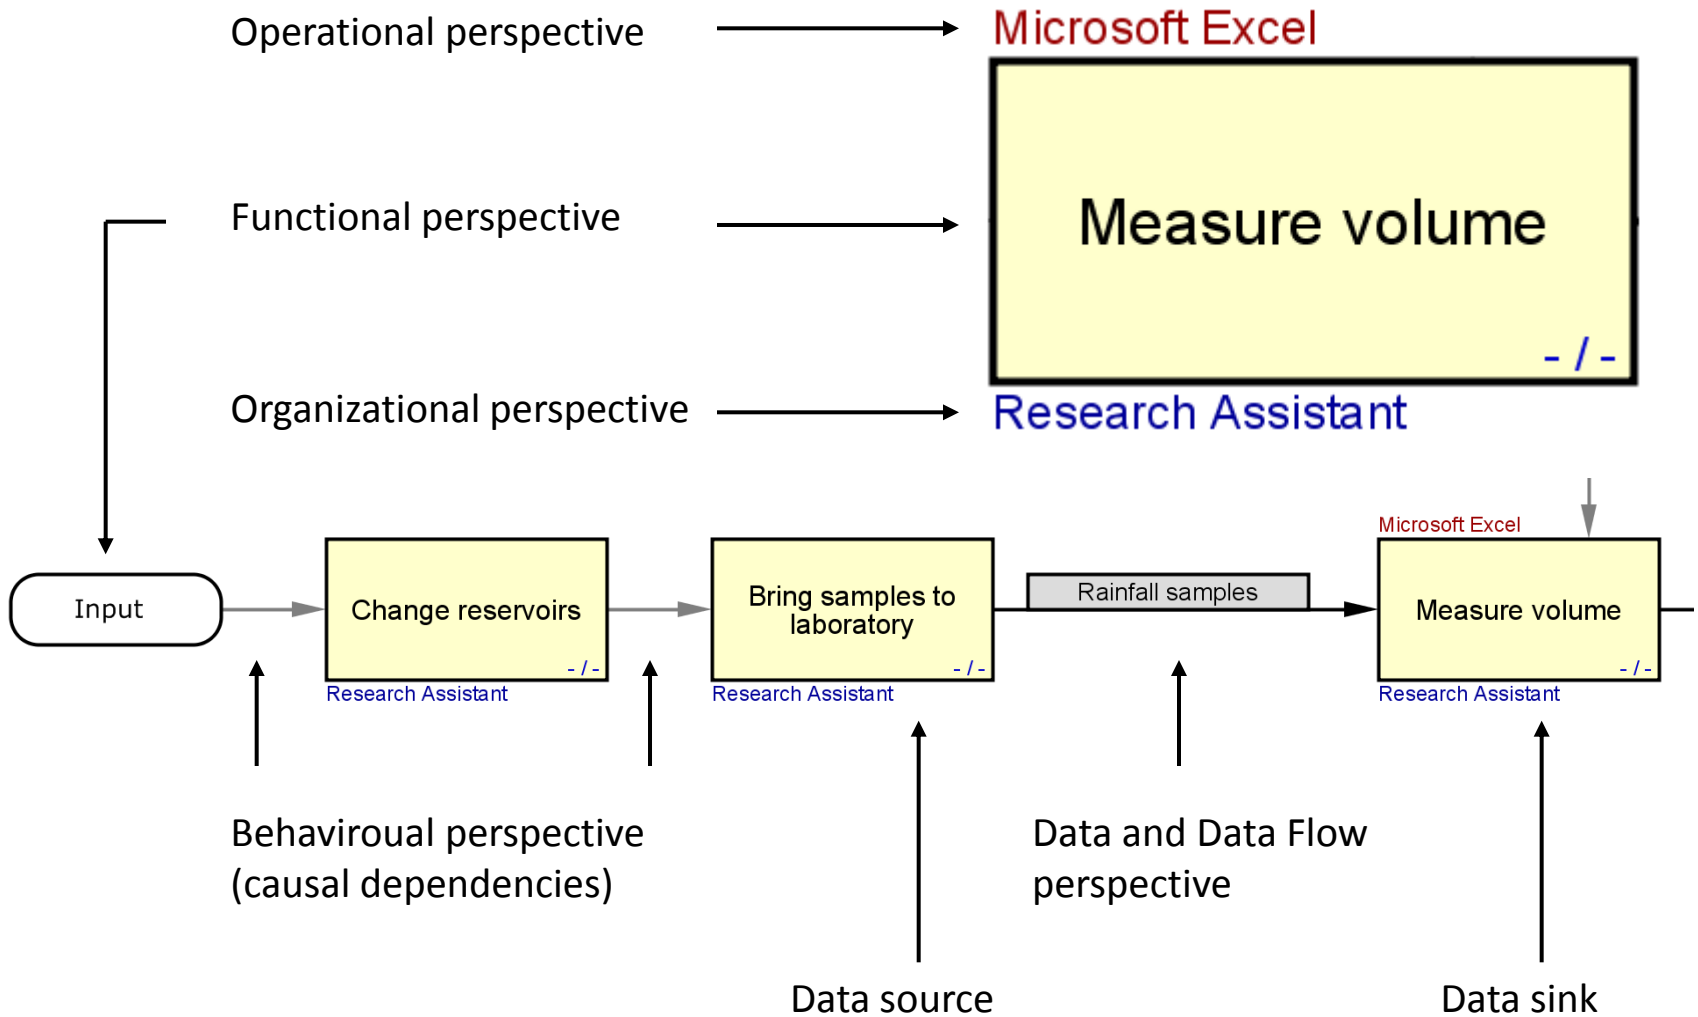 Operational perspective
Microsoft Excel
Functional perspective
Measure volume
- / -
Organizational perspective
Research Assistant
Input
Change reservoirs
- / -
Research Assistant
Bring samples to
laboratory
- / -
Research Assistant
Rainfall samples
Microsoft Excel
Measure volume
- / -
Research Assistant
Behaviroual perspective
(causal dependencies)
Data and Data Flow
perspective
Data source
Data sink